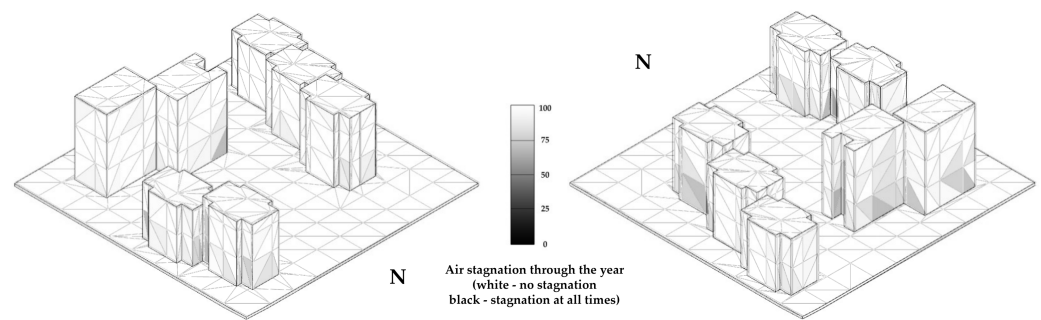 N
100
75
50
25
0
N
Air stagnation through the year
(white - no stagnation
black - stagnation at all times)